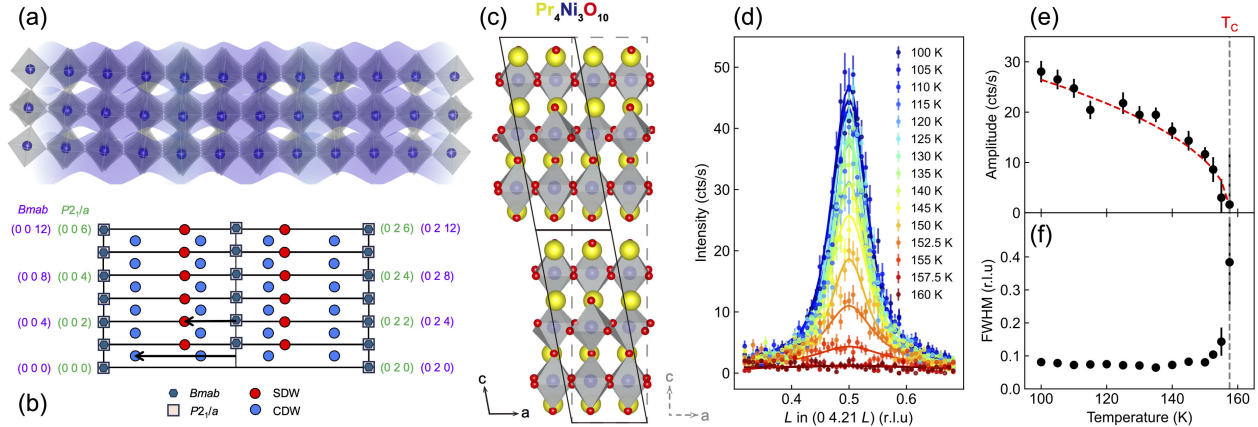 (a)
Bmab P2₁/a
(0 0 12) (0 0 6) (0 2 6) (0 2 12)
(0 0 8) (0 0 4) (0 2 4) (0 2 8)
(0 0 4) (0 0 2) (0 2 2) (0 2 4)
(0 0 0) (0 0 0) (0 2 0) (0 2 0)
Bmab SDW
P2₁/a CDW
(b)
(c)
Pr₄Ni₃O₁₀
c
a
c
a
(d)
Intensity (cts/s)
50
40
30
20
10
0
0.4 0.5 0.6
L in (0 4.21 L) (r.l.u)
100 K
105 K
110 K
115 K
120 K
125 K
130 K
135 K
140 K
145 K
150 K
152.5 K
155 K
157.5 K
160 K
(e)
T_C
Amplitude (cts/s)
30
20
10
0
(f)
FWHM (r.l.u)
0.4
0.2
0.1
0.0
100 120 140 160
Temperature (K)